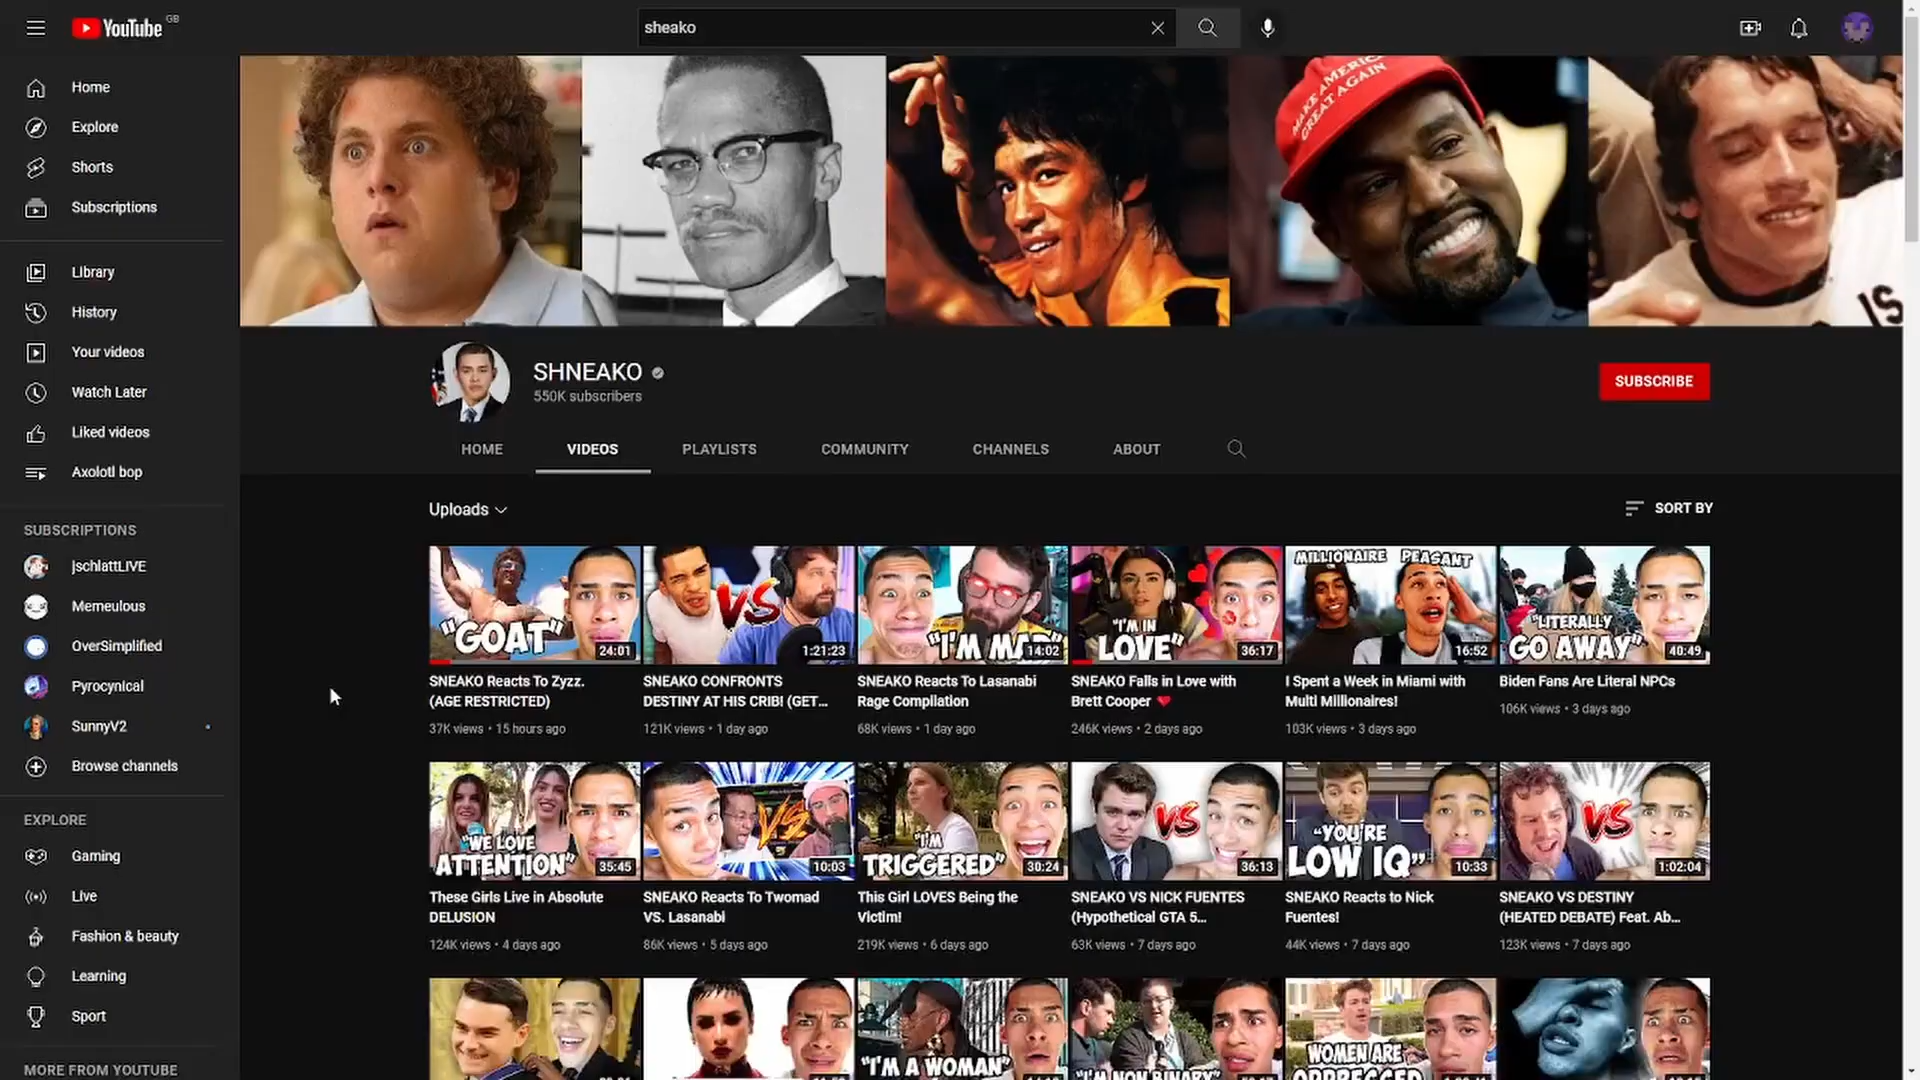 YouTube GB
sheako
Home
Explore
Shorts
Subscriptions
Library
History
Your videos
Watch Later
Liked videos
Axolotl bop
SUBSCRIPTIONS
jschlattLIVE
Memeulous
OverSimplified
Pyrocynical
SunnyV2
Browse channels
EXPLORE
Gaming
Live
Fashion & beauty
Learning
Sport
MORE FROM YOUTUBE
MAKE AMERICA
GREAT AGAIN
IS
SHNEAKO
550K subscribers
SUBSCRIBE
HOME VIDEOS PLAYLISTS COMMUNITY CHANNELS ABOUT
Uploads
SORT BY
"GOAT"
24:01
SNEAKO Reacts To Zyzz.
(AGE RESTRICTED)
37K views • 15 hours ago
VS
1:21:23
SNEAKO CONFRONTS
DESTINY AT HIS CRIB! (GET...
121K views • 1 day ago
"I'M MAD"
14:02
SNEAKO Reacts To Lasanabi
Rage Compilation
68K views • 1 day ago
"I'M IN
LOVE"
36:17
SNEAKO Falls in Love with
Brett Cooper ❤
246K views • 2 days ago
MILLIONAIRE PEASANT
16:52
I Spent a Week in Miami with
Multi Millionaires!
103K views • 3 days ago
"LITERALLY
GO AWAY"
40:49
Biden Fans Are Literal NPCs
106K views • 3 days ago
"WE LOVE
ATTENTION"
35:45
These Girls Live in Absolute
DELUSION
124K views • 4 days ago
VS
10:03
SNEAKO Reacts To Twomad
VS. Lasanabi
86K views • 5 days ago
"I'M
TRIGGERED"
30:24
This Girl LOVES Being the
Victim!
219K views • 6 days ago
VS
36:13
SNEAKO VS NICK FUENTES
(Hypothetical GTA 5...
63K views • 7 days ago
"YOU'RE
LOW IQ"
10:33
SNEAKO Reacts to Nick
Fuentes!
44K views • 7 days ago
VS
1:02:04
SNEAKO VS DESTINY
(HEATED DEBATE) Feat. Ab...
123K views • 7 days ago
"I'M A WOMAN"
"I'M NON BINARY"
WOMEN ARE
OPPRESSED